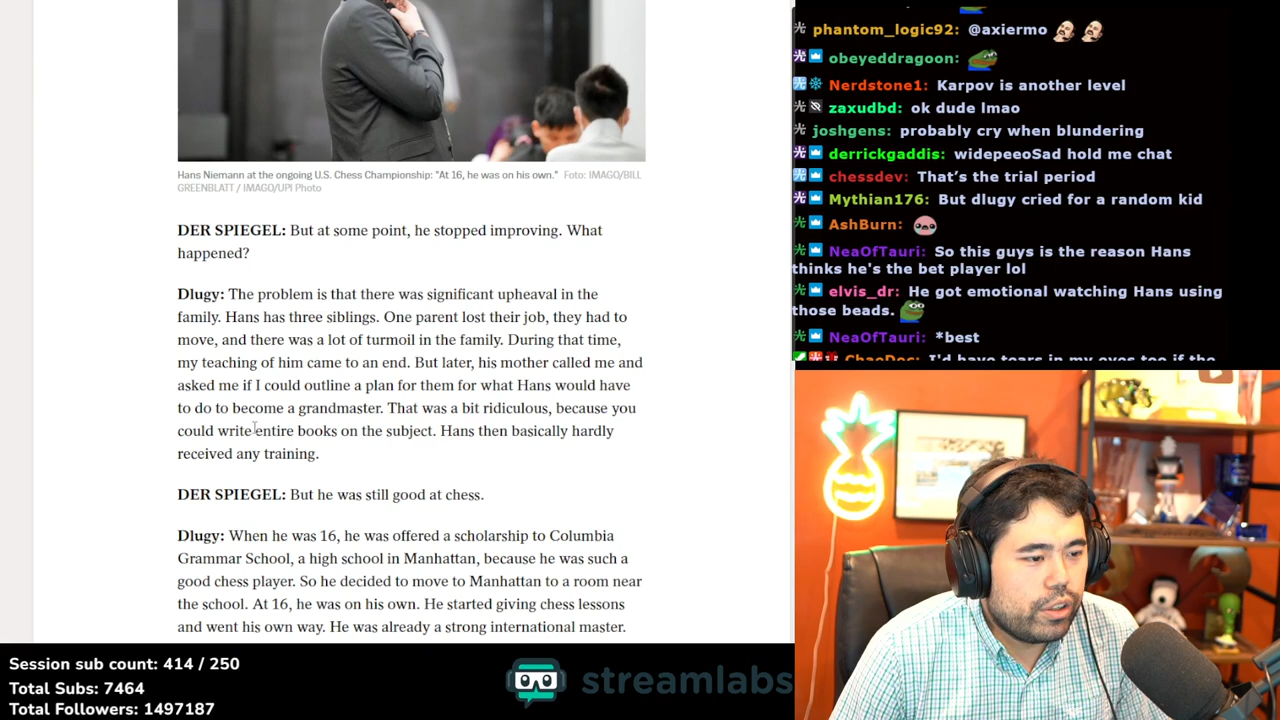 Hans Niemann at the ongoing U.S. Chess Championship: "At 16, he was on his own." Foto: IMAGO/BILL
GREENBLATT / IMAGO/UPI Photo
DER SPIEGEL: But at some point, he stopped improving. What
happened?
Dlugy: The problem is that there was significant upheaval in the
family. Hans has three siblings. One parent lost their job, they had to
move, and there was a lot of turmoil in the family. During that time,
my teaching of him came to an end. But later, his mother called me and
asked me if I could outline a plan for them for what Hans would have
to do to become a grandmaster. That was a bit ridiculous, because you
could write entire books on the subject. Hans then basically hardly
received any training.
DER SPIEGEL: But he was still good at chess.
Dlugy: When he was 16, he was offered a scholarship to Columbia
Grammar School, a high school in Manhattan, because he was such a
good chess player. So he decided to move to Manhattan to a room near
the school. At 16, he was on his own. He started giving chess lessons
and went his own way. He was already a strong international master.
phantom_logic92: @axiermo
obeyeddragoon:
Nerdstone1: Karpov is another level
zaxudbd: ok dude lmao
joshgens: probably cry when blundering
derrickgaddis: widepeeoSad hold me chat
chessdev: That's the trial period
Mythian176: But dlugy cried for a random kid
AshBurn:
NeaOfTauri: So this guys is the reason Hans
thinks he's the bet player lol
elvis_dr: He got emotional watching Hans using
those beads.
NeaOfTauri: *best
ChaeDoc: I'd have tears in my eyes too if the
Session sub count: 414 / 250
Total Subs: 7464
Total Followers: 1497187
streamlabs